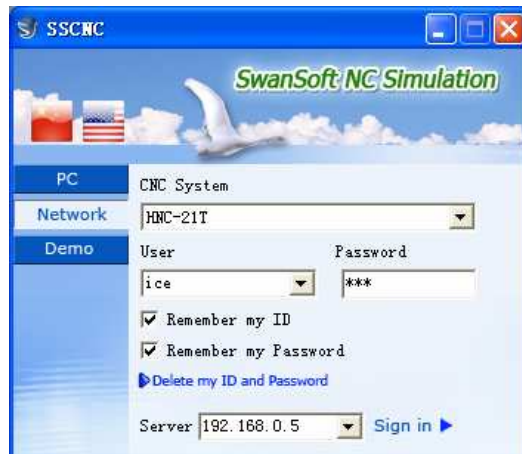 SSCNC
SwanSoft NC Simulation
PC
Network
Demo
CNC System
HNC-21T
User
Password
ice
***
Remember my ID
Remember my Password
Delete my ID and Password
Server 192.168.0.5 Sign in